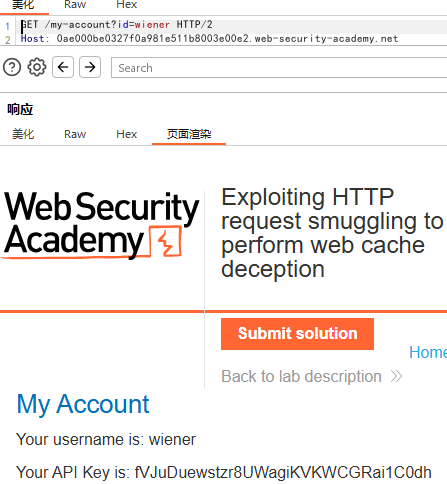 美化 Raw Hex
1 GET /my-account?id=wiener HTTP/2
2 Host: 0ae000be0327f0a981e511b8003e00e2.web-security-academy.net
Search
响应
美化 Raw Hex 页面渲染
Web Security
Academy
Exploiting HTTP
request smuggling to
perform web cache
deception
Submit solution
Home
Back to lab description
My Account
Your username is: wiener
Your API Key is: fVJuDuewstzr8UWagiKVKWCGRai1C0dh